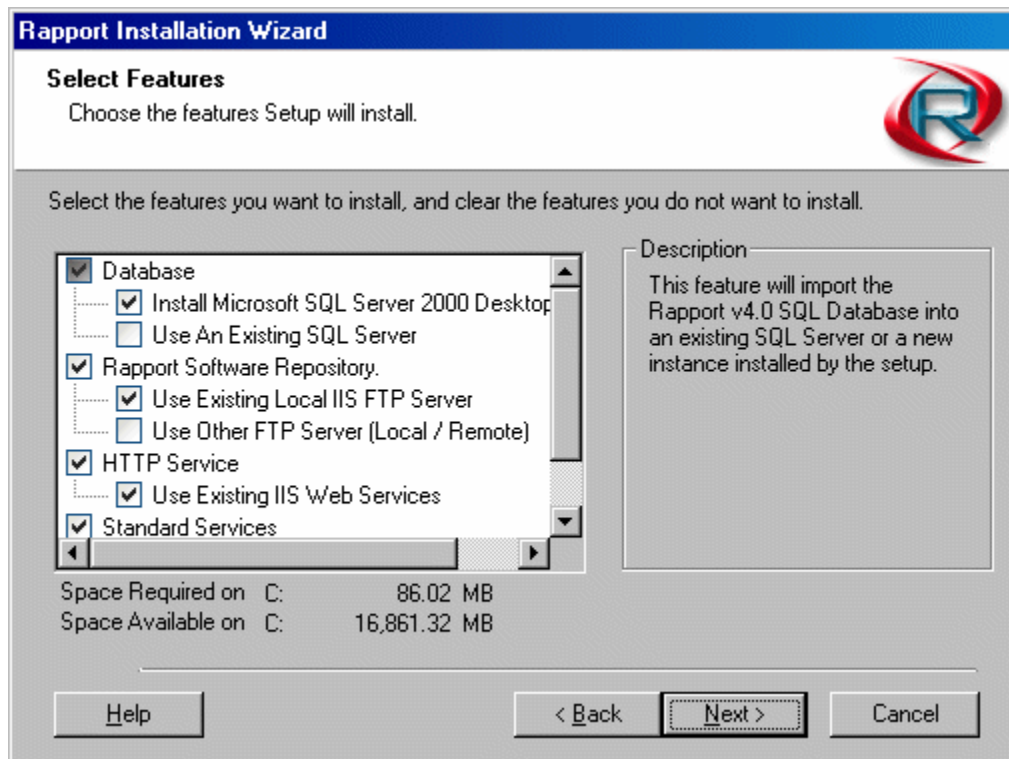 Rapport Installation Wizard
Select Features
Choose the features Setup will install.
R
Select the features you want to install, and clear the features you do not want to install.
Database
Install Microsoft SQL Server 2000 Desktop
Use An Existing SQL Server
Rapport Software Repository.
Use Existing Local IIS FTP Server
Use Other FTP Server (Local / Remote)
HTTP Service
Use Existing IIS Web Services
Standard Services
Description
This feature will import the
Rapport v4.0 SQL Database into
an existing SQL Server or a new
instance installed by the setup.
Space Required on C: 86.02 MB
Space Available on C: 16,861.32 MB
Help
< Back
Next >
Cancel